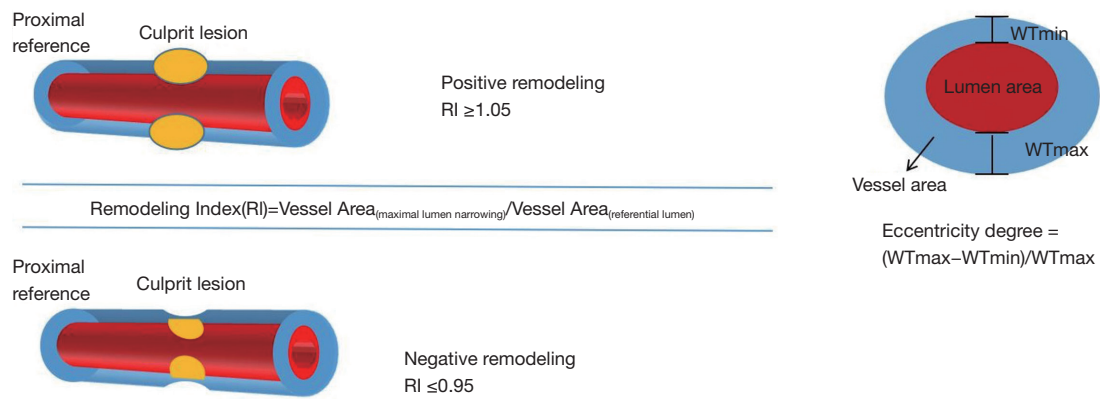 Proximal
reference
Culprit lesion
Positive remodeling
RI ≥1.05
Remodeling Index(RI)=Vessel Area(maximal lumen narrowing)/Vessel Area(referential lumen)
Proximal
reference
Culprit lesion
Negative remodeling
RI ≤0.95
WTmin
Lumen area
WTmax
Vessel area
Eccentricity degree =
(WTmax−WTmin)/WTmax